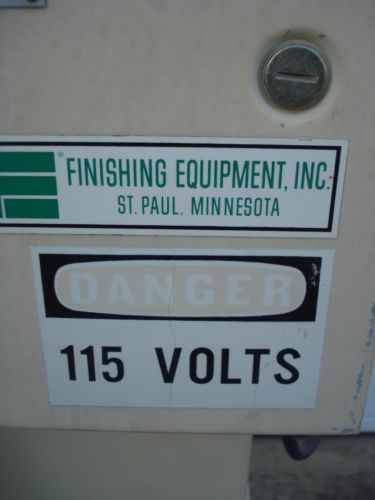 FINISHING EQUIPMENT, INC.
ST. PAUL, MINNESOTA
DANGER
115 VOLTS